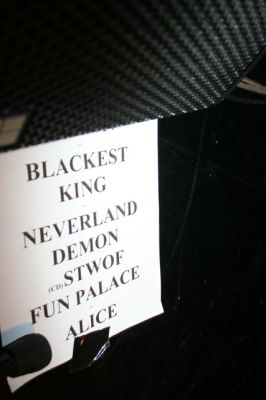 BLACKEST
KING
-
NEVERLAND
DEMON
(CD) STWOF
FUN PALACE
-
ALICE